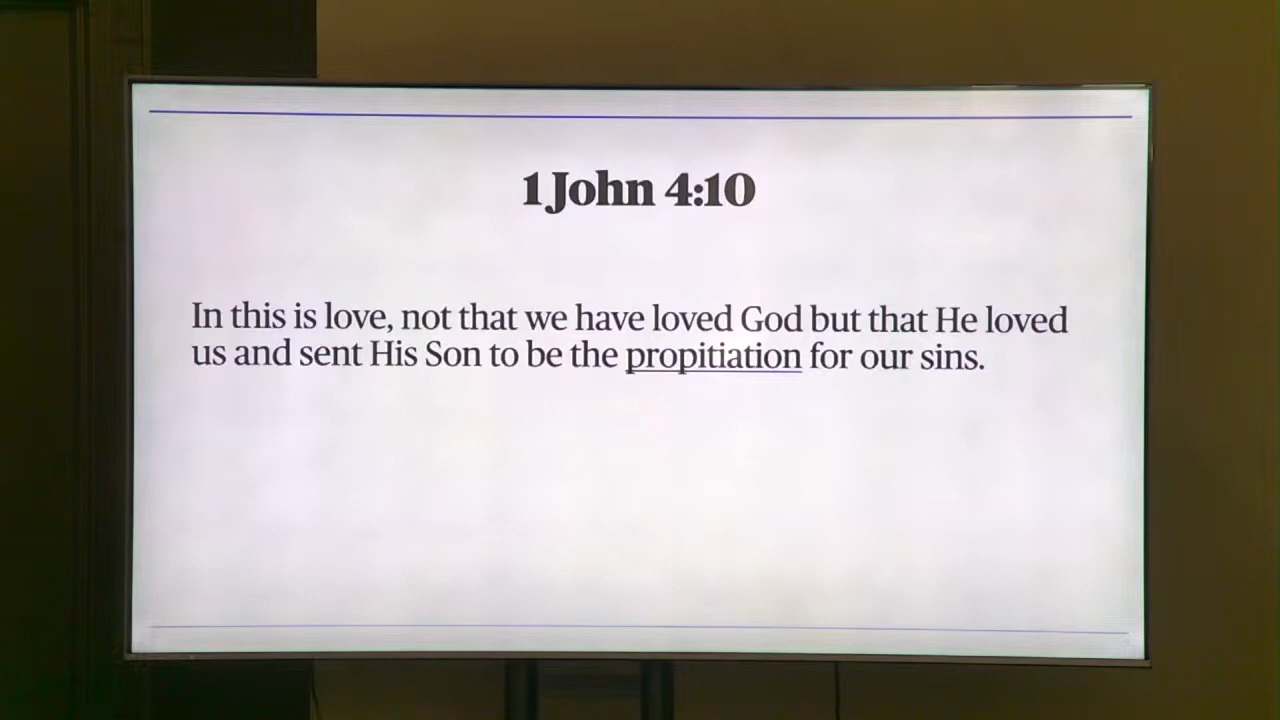 1 John 4:10
In this is love, not that we have loved God but that He loved
us and sent His Son to be the propitiation for our sins.